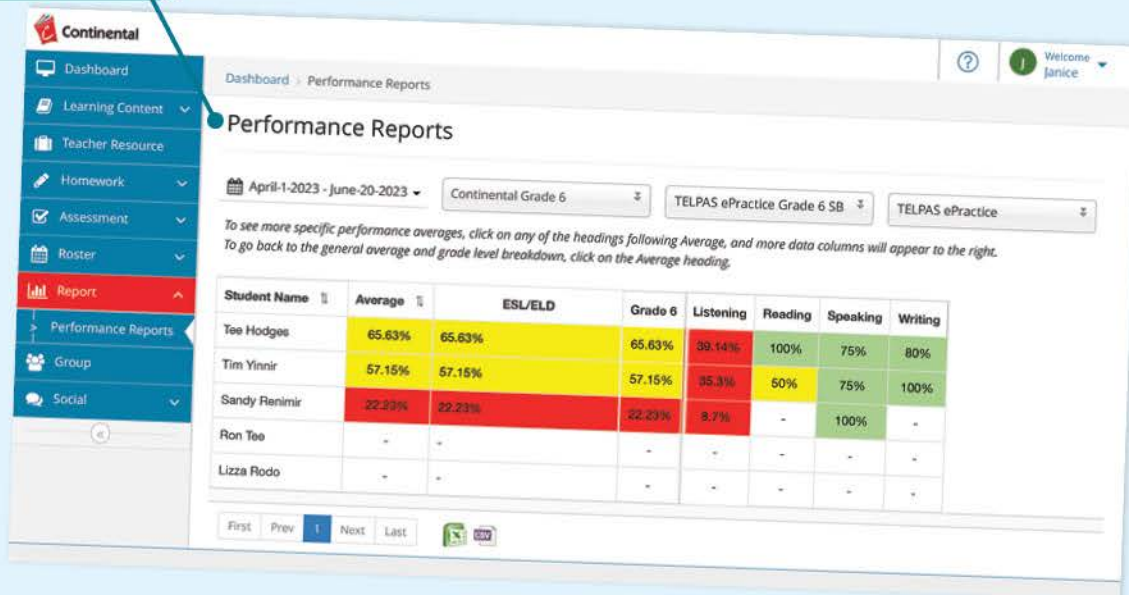 Continental
Welcome
Janice
Dashboard
Learning Content
Teacher Resource
Homework
Assessment
Roster
Report
Performance Reports
Group
Social
Dashboard > Performance Reports
Performance Reports
April-1-2023 - June-20-2023
Continental Grade 6
TELPAS ePractice Grade 6 SB
TELPAS ePractice
To see more specific performance averages, click on any of the headings following Average, and more data columns will appear to the right.
To go back to the general average and grade level breakdown, click on the Average heading.
Student Name Average ESL/ELD Grade 6 Listening Reading Speaking Writing
Tee Hodges 65.63% 65.63% 65.63% 39.14% 100% 75% 80%
Tim Yinnir 57.15% 57.15% 57.15% 35.3% 50% 75% 100%
Sandy Renimir 22.23% 22.23% 22.23% 8.7% - 100% -
Ron Tee - - - - - - -
Lizza Rodo - - - - - - -
First Prev 1 Next Last CSV